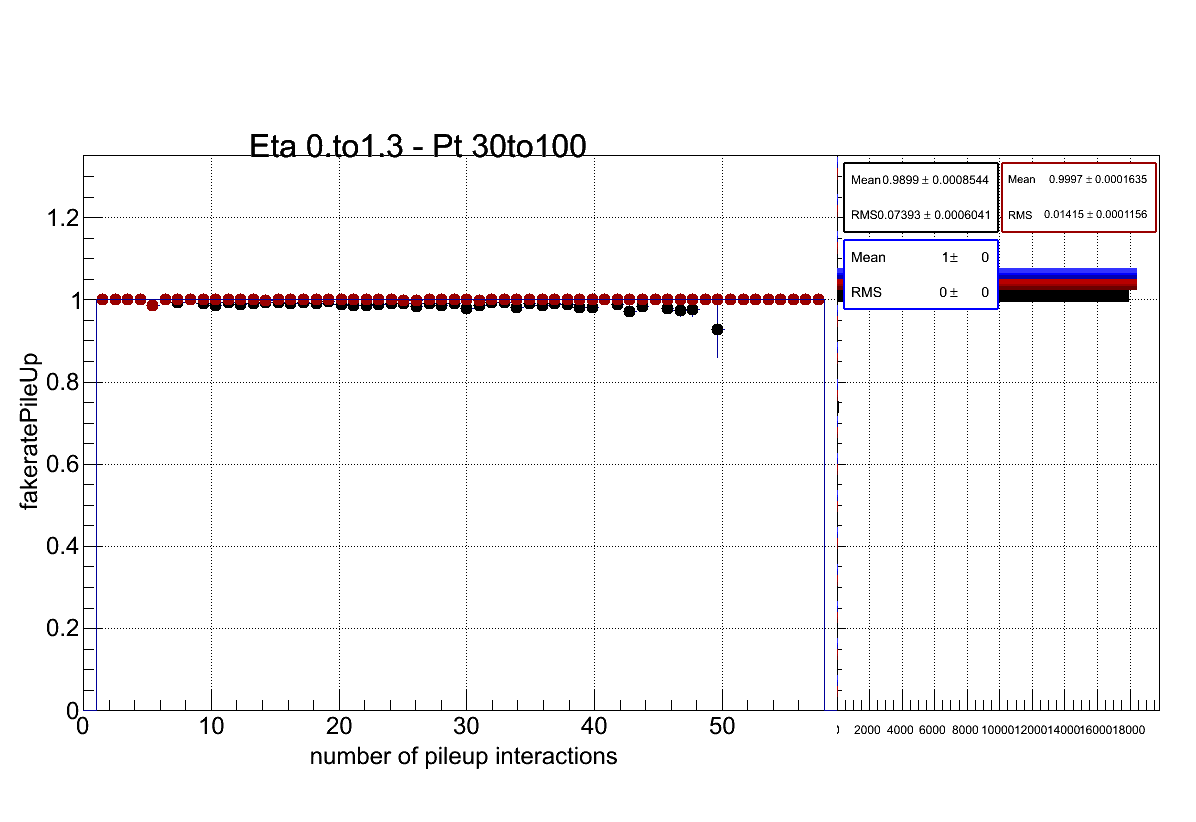 Eta 0.to1.3 - Pt 30to100
Mean 0.9899 ± 0.0008544
RMS 0.07393 ± 0.0006041
Mean 0.9997 ± 0.0001635
RMS 0.01415 ± 0.0001156
Mean 1± 0
RMS 0± 0
fakeratePileUp
1.2
1
0.8
0.6
0.4
0.2
0
0 10 20 30 40 50
number of pileup interactions
2000 4000 6000 8000 10000 12000 14000 16000 18000